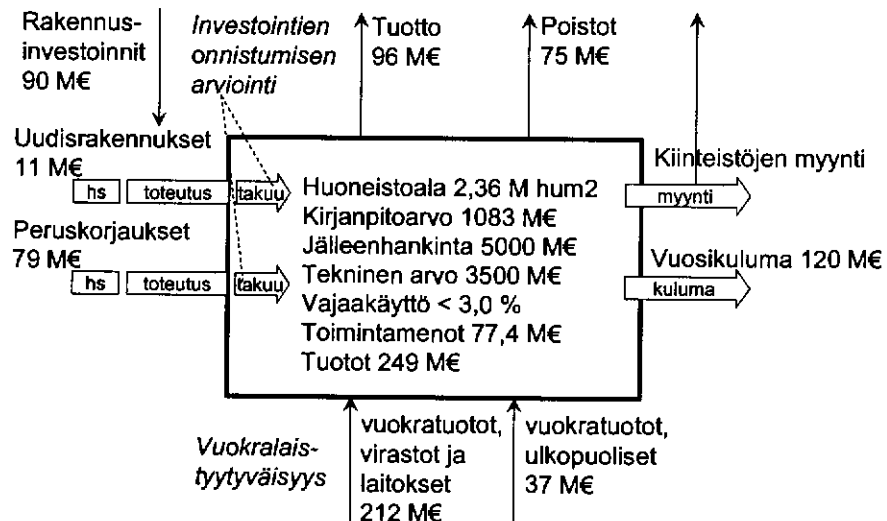 Rakennus-
investoinnit
90 M€
Investointien
onnistumisen
arviointi
Tuotto
96 M€
Poistot
75 M€
Uudisrakennukset
11 M€
hs
toteutus
takuu
Peruskorjaukset
79 M€
hs
toteutus
takuu
Huoneistoala 2,36 M hum2
Kirjanpitoarvo 1083 M€
Jälleenhankinta 5000 M€
Tekninen arvo 3500 M€
Vajaakäyttö < 3,0 %
Toimintamenot 77,4 M€
Tuotot 249 M€
Kiinteistöjen myynti
myynti
Vuosikuluma 120 M€
kuluma
Vuokralais-
tyytyväisyys
vuokratuotot,
virastot ja
laitokset
212 M€
vuokratuotot,
ulkopuoliset
37 M€